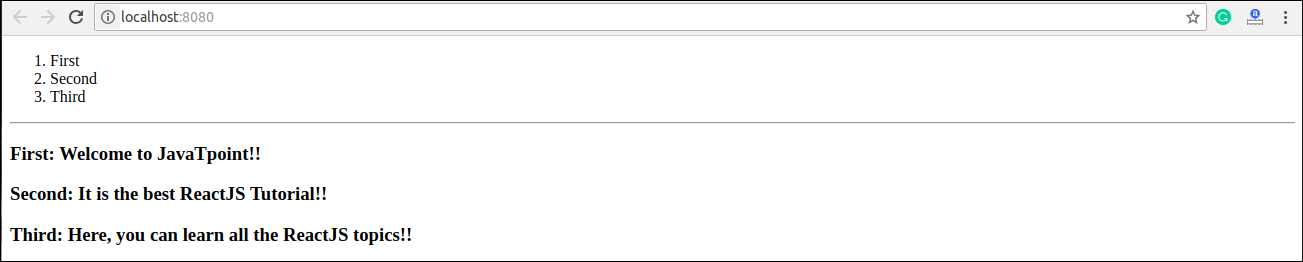 localhost:8080
1. First
2. Second
3. Third
First: Welcome to JavaTpoint!!
Second: It is the best ReactJS Tutorial!!
Third: Here, you can learn all the ReactJS topics!!